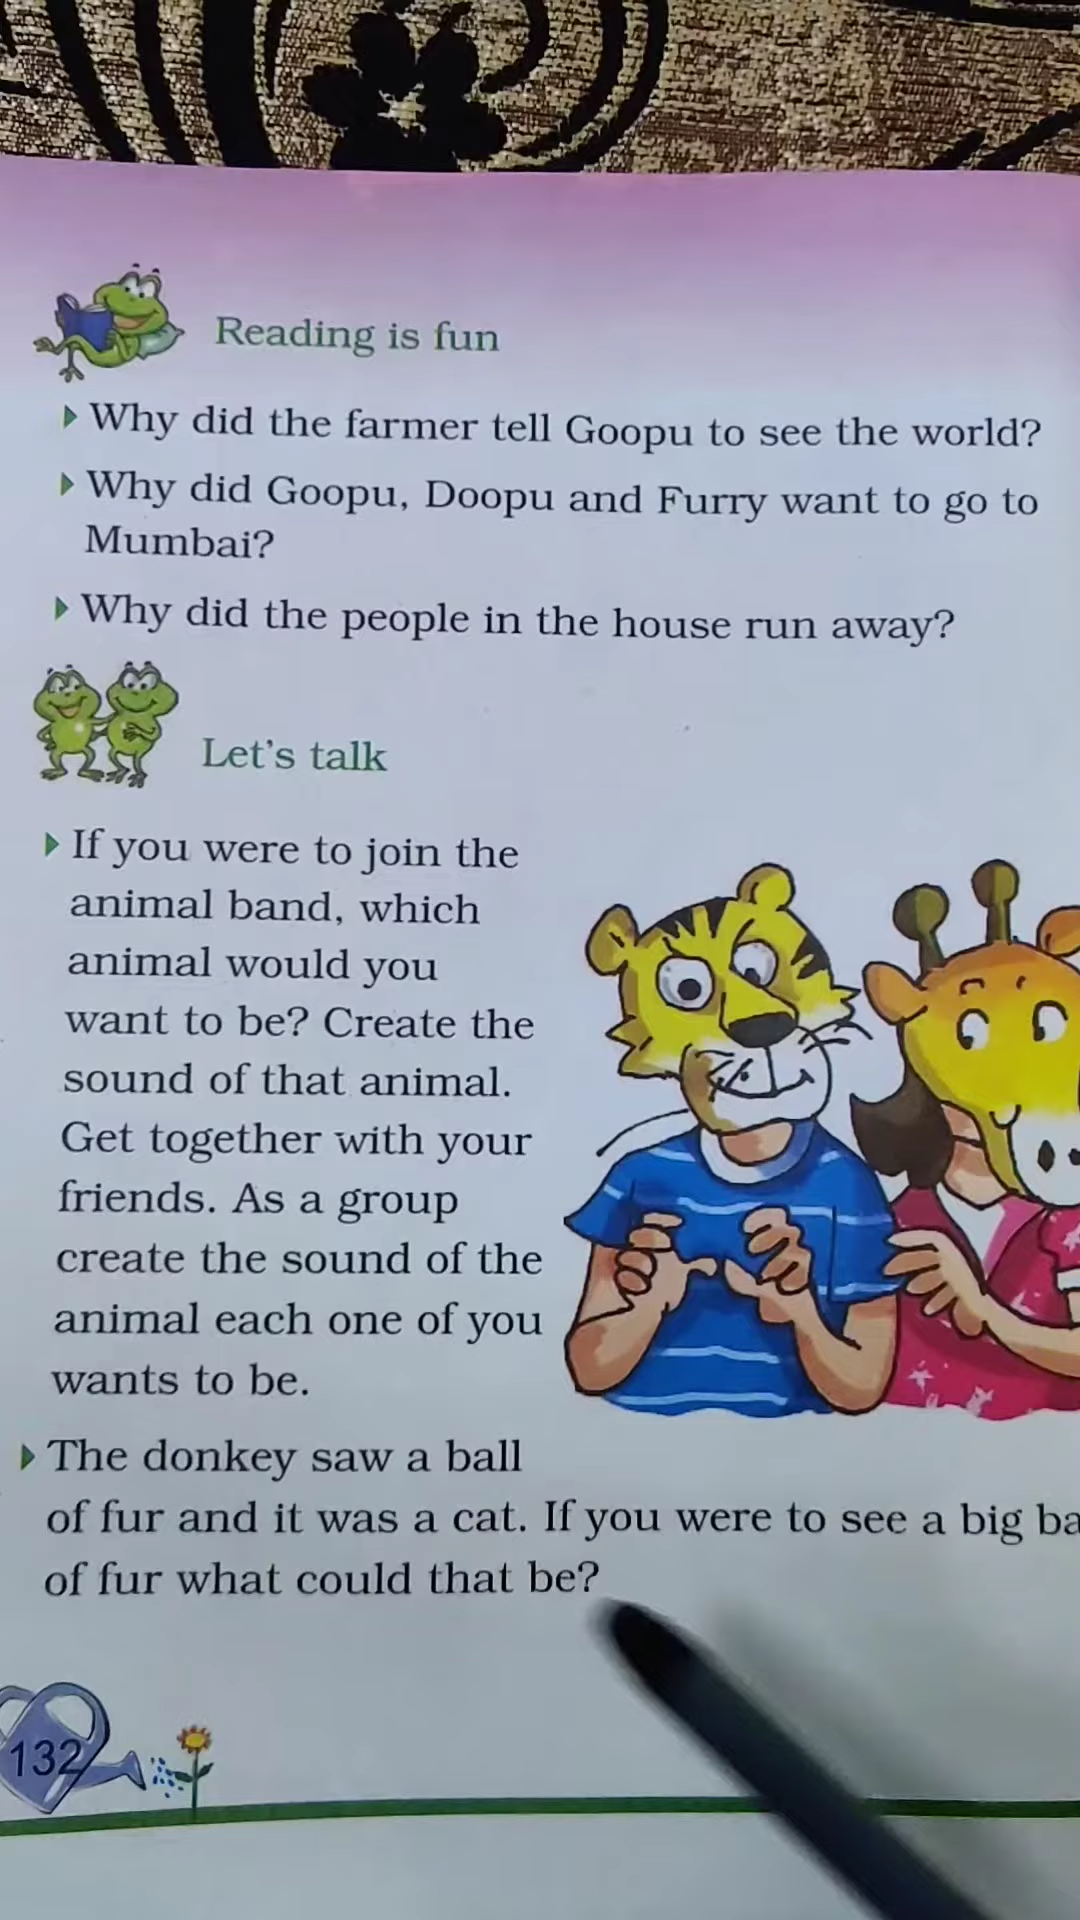 Reading is fun
Why did the farmer tell Goopu to see the world?
Why did Goopu, Doopu and Furry want to go to
Mumbai?
Why did the people in the house run away?
Let's talk
If you were to join the
animal band, which
animal would you
want to be? Create the
sound of that animal.
Get together with your
friends. As a group
create the sound of the
animal each one of you
wants to be.
The donkey saw a ball
of fur and it was a cat. If you were to see a big ba
of fur what could that be?
132